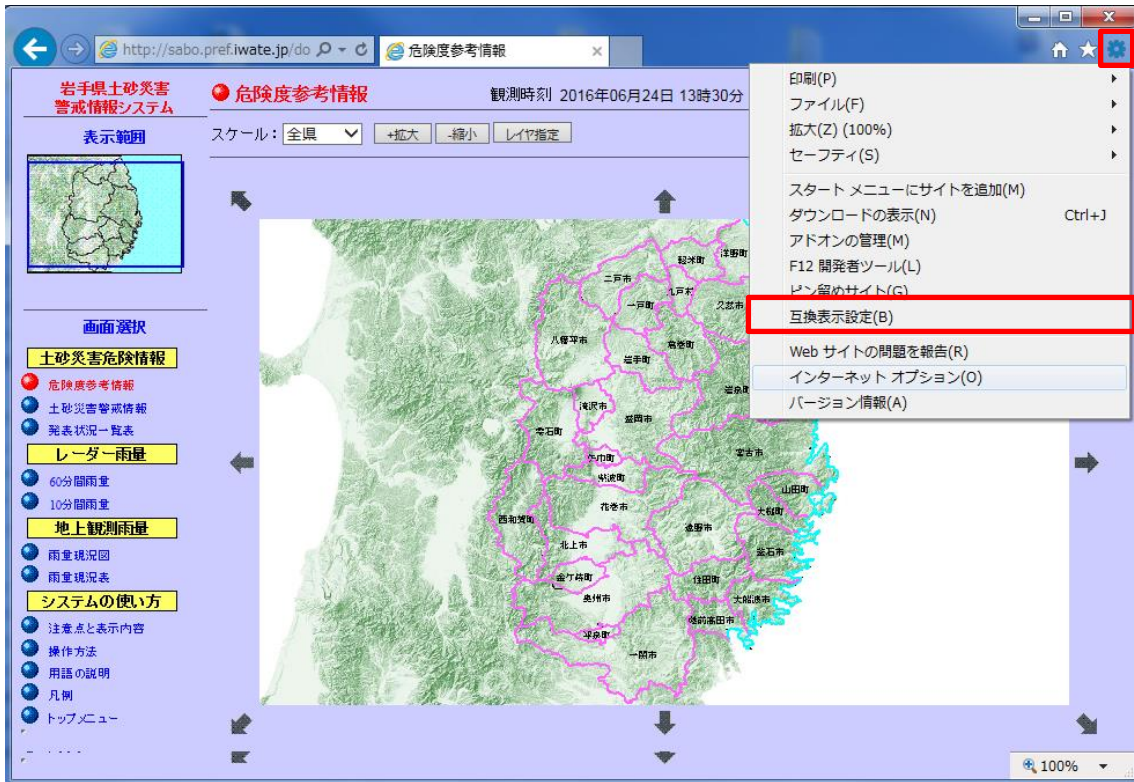 http://sabo.pref.iwate.jp/do
危険度参考情報
岩手県土砂災害
警戒情報システム
表示範囲
画面選択
土砂災害危険情報
危険度参考情報
土砂災害警戒情報
発表状況一覧表
レーダー雨量
60分間雨量
10分間雨量
地上観測雨量
雨量現況図
雨量現況表
システムの使い方
注意点と表示内容
操作方法
用語の説明
凡例
トップメニュー
危険度参考情報
観測時刻 2016年06月24日 13時30分
スケール：全県
+拡大
-縮小
レイヤ指定
印刷(P)
ファイル(F)
拡大(Z) (100%)
セーフティ(S)
スタート メニューにサイトを追加(M)
ダウンロードの表示(N) Ctrl+J
アドオンの管理(M)
F12 開発者ツール(L)
ピン留めサイト(G)
互換表示設定(B)
Web サイトの問題を報告(R)
インターネット オプション(O)
バージョン情報(A)
軽米町
洋野町
二戸市
九戸村
一戸町
久慈市
八幡平市
葛巻町
岩手町
滝沢市
盛岡市
雫石町
宮古市
矢巾町
紫波町
山田町
花巻市
大槌町
西和賀町
遠野市
北上市
釜石市
金ケ崎町
住田町
奥州市
大船渡市
陸前高田市
平泉町
一関市
100%